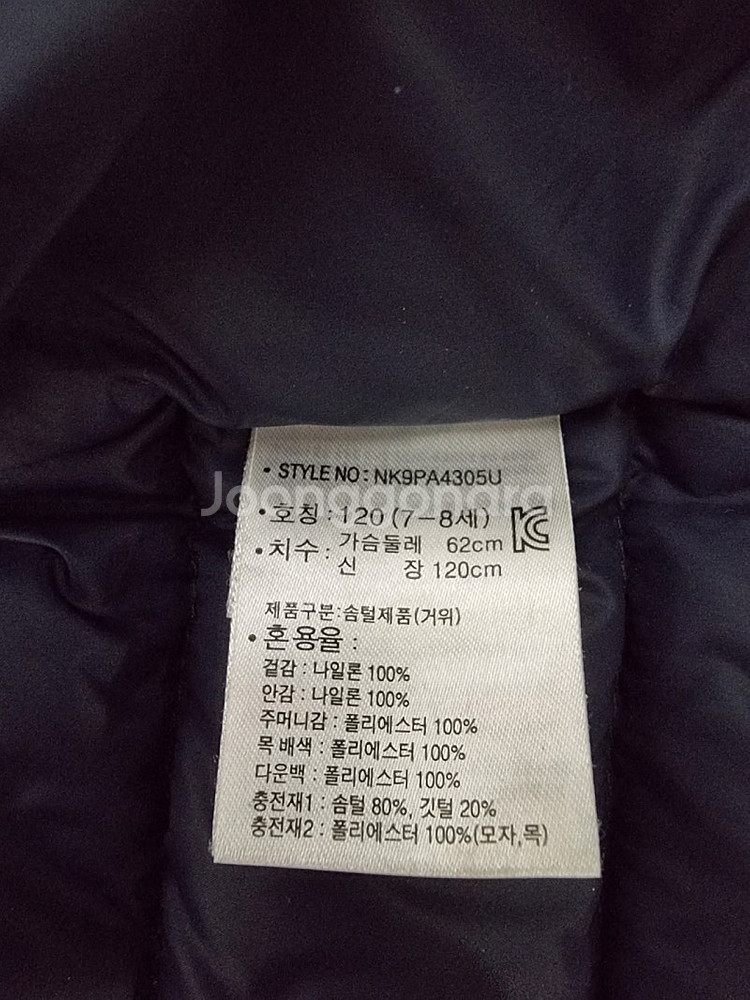 • STYLE NO : NK9PA4305U
Joonggonara
• 호칭 : 120 (7-8세)
• 치수 : 가슴둘레 62cm
신 장 120cm
제품구분:솜털제품(거위)
• 혼용율 :
겉감 : 나일론 100%
안감 : 나일론 100%
주머니감 : 폴리에스터 100%
목 배색 : 폴리에스터 100%
다운백 : 폴리에스터 100%
충전재1 : 솜털 80%, 깃털 20%
충전재2 : 폴리에스터 100%(모자,목)